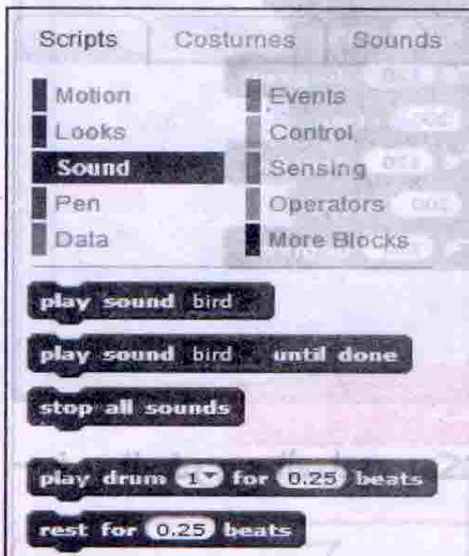 Scripts Costumes Sounds
Motion Events
Looks Control
Sound Sensing
Pen Operators
Data More Blocks
play sound bird
play sound bird until done
stop all sounds
play drum 1 for 0.25 beats
rest for 0.25 beats